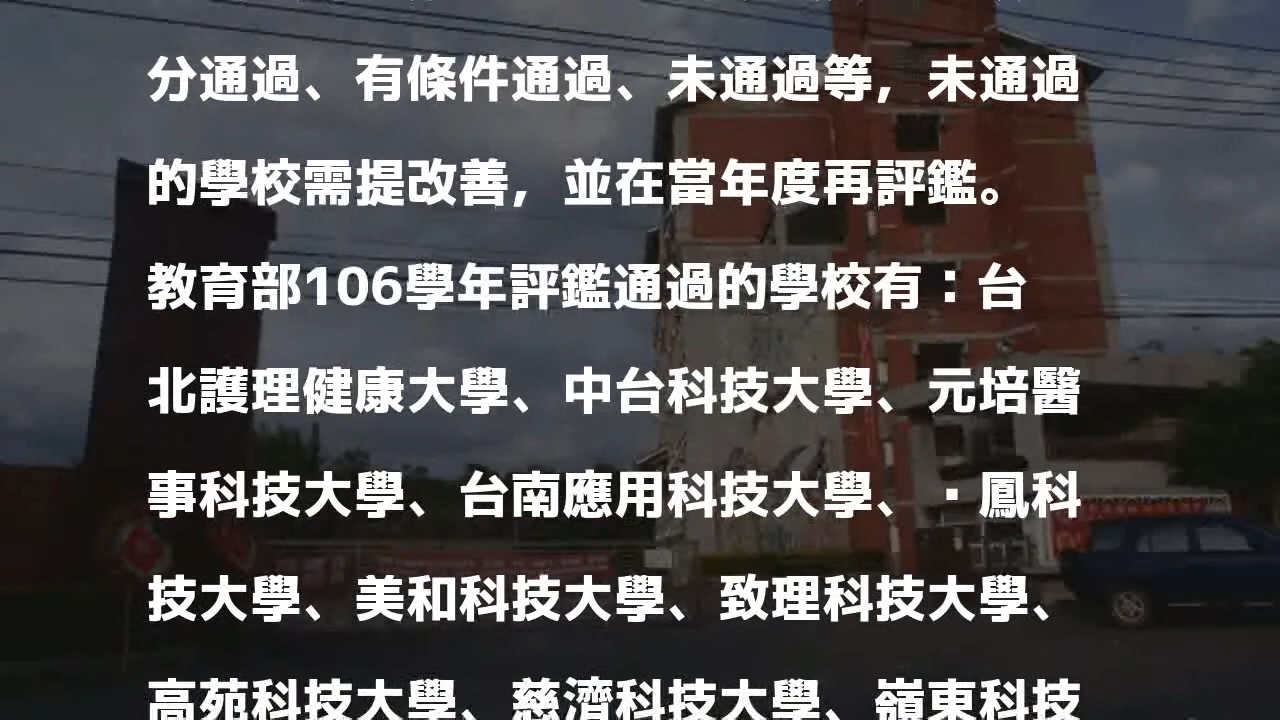 分通過、有條件通過、未通過等，未通過
的學校需提改善，並在當年度再評鑑。
教育部106學年評鑑通過的學校有：台
北護理健康大學、中台科技大學、元培醫
事科技大學、台南應用科技大學、・鳳科
技大學、美和科技大學、致理科技大學、
高苑科技大學、慈濟科技大學、嶺東科技